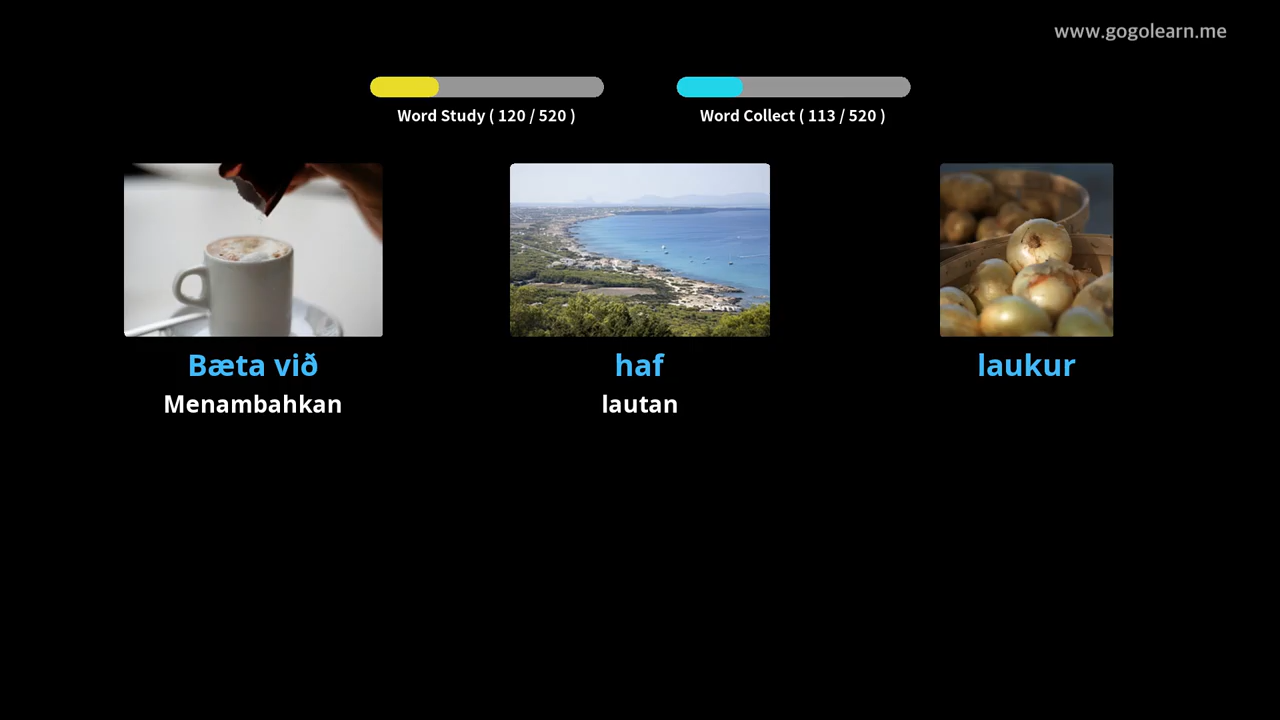 www.gogolearn.me
Word Study ( 120 / 520 )
Word Collect ( 113 / 520 )
Bæta við
Menambahkan
haf
lautan
laukur